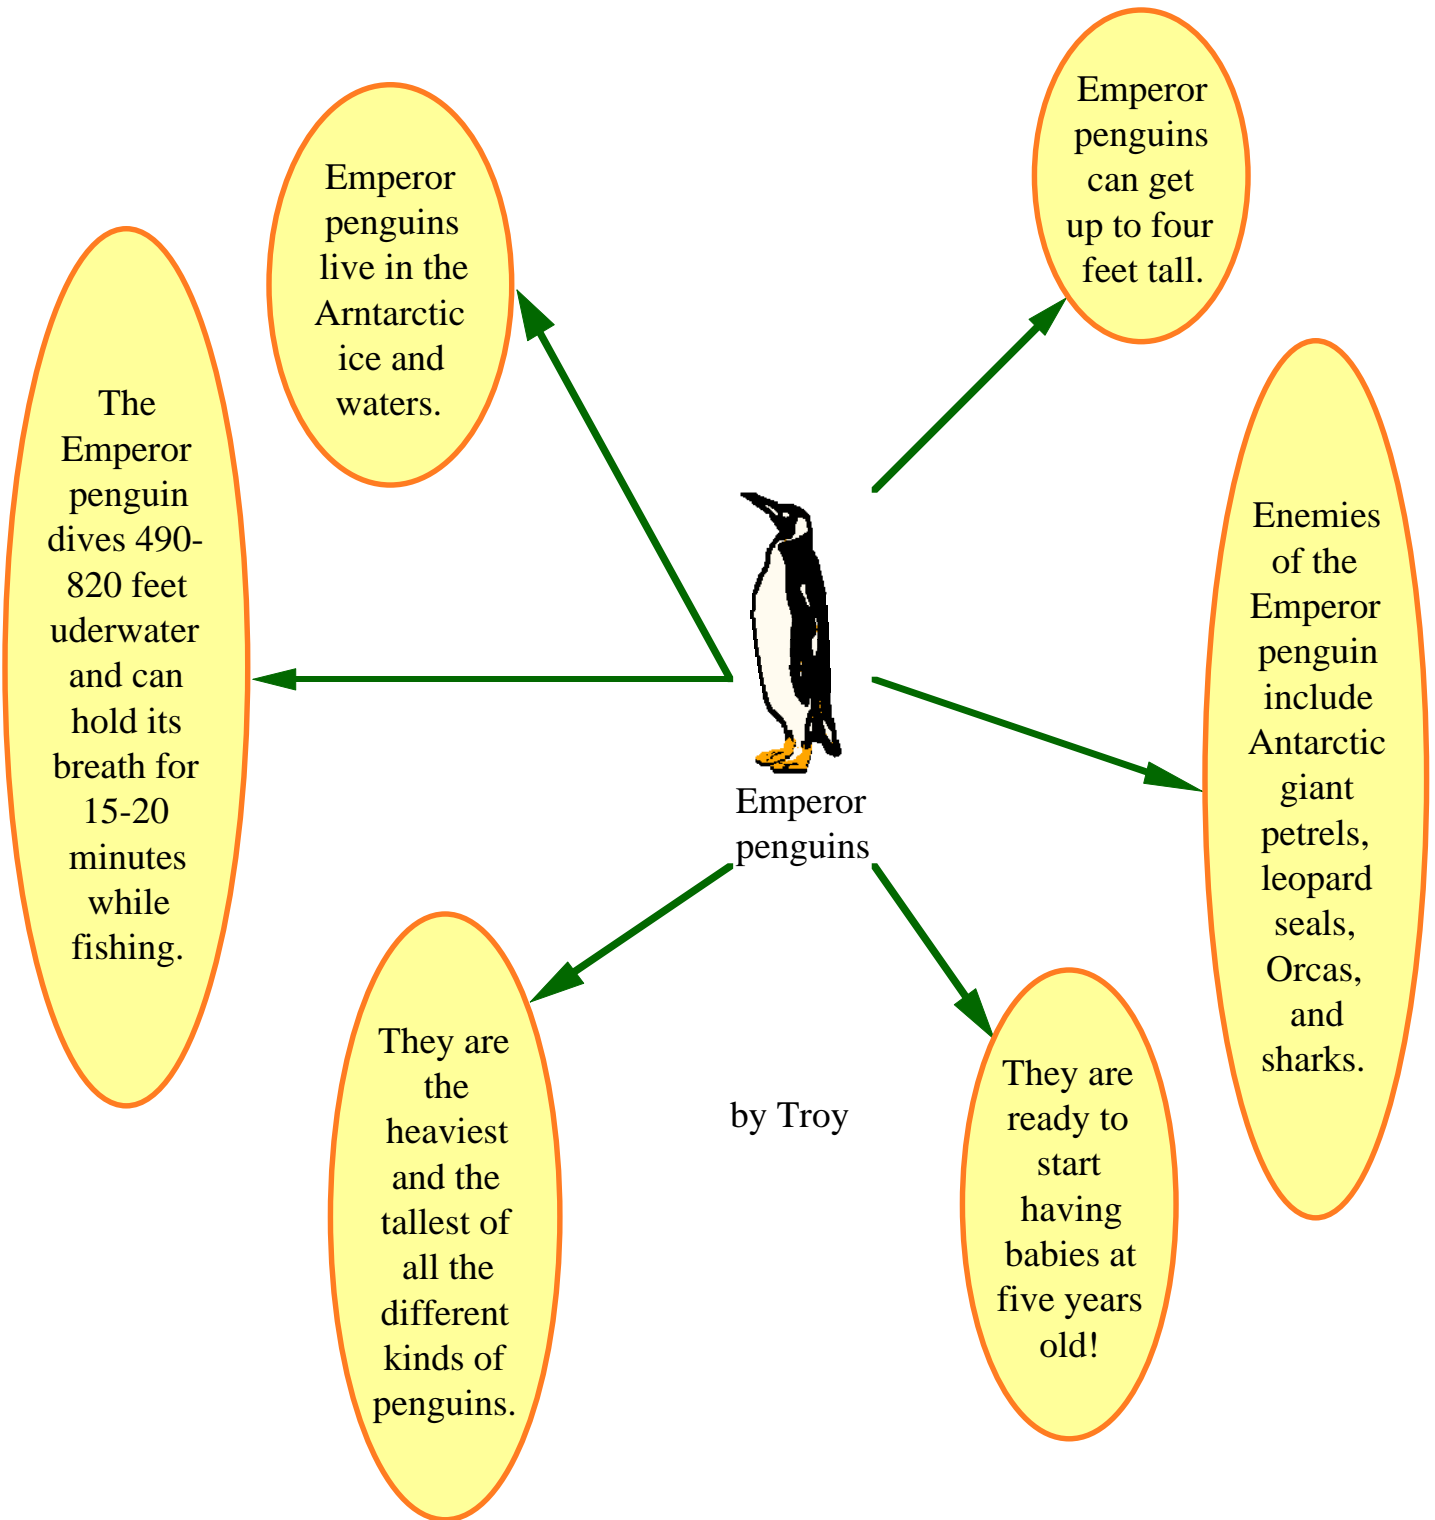 Emperor
penguins
can get
up to four
feet tall.
Emperor
penguins
live in the
Arntarctic
ice and
waters.
The
Emperor
penguin
dives 490-
820 feet
uderwater
and can
hold its
breath for
15-20
minutes
while
fishing.
Enemies
of the
Emperor
penguin
include
Antarctic
giant
petrels,
leopard
seals,
Orcas,
and
sharks.
Emperor
penguins
They are
the
heaviest
and the
tallest of
all the
different
kinds of
penguins.
They are
ready to
start
having
babies at
five years
old!
by Troy